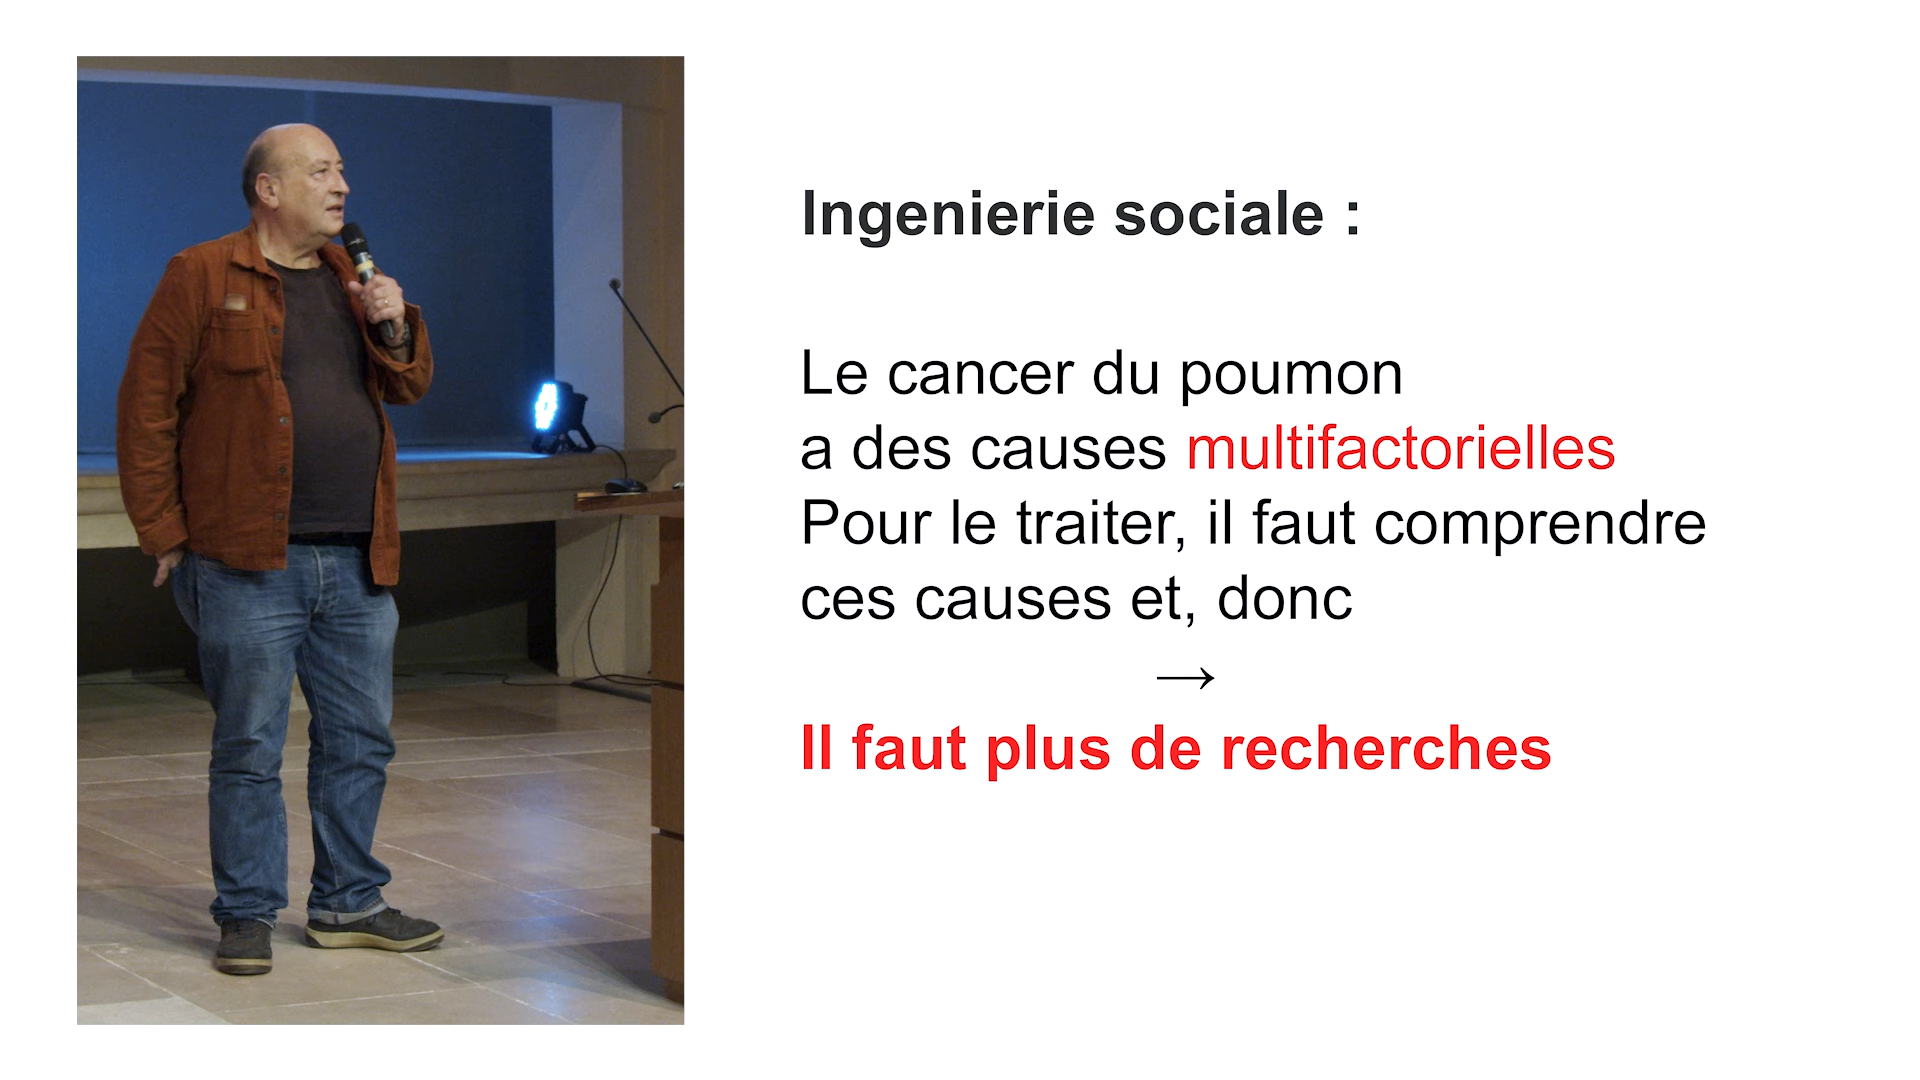 Ingenierie sociale :
Le cancer du poumon
a des causes multifactorielles
Pour le traiter, il faut comprendre
ces causes et, donc
→
Il faut plus de recherches